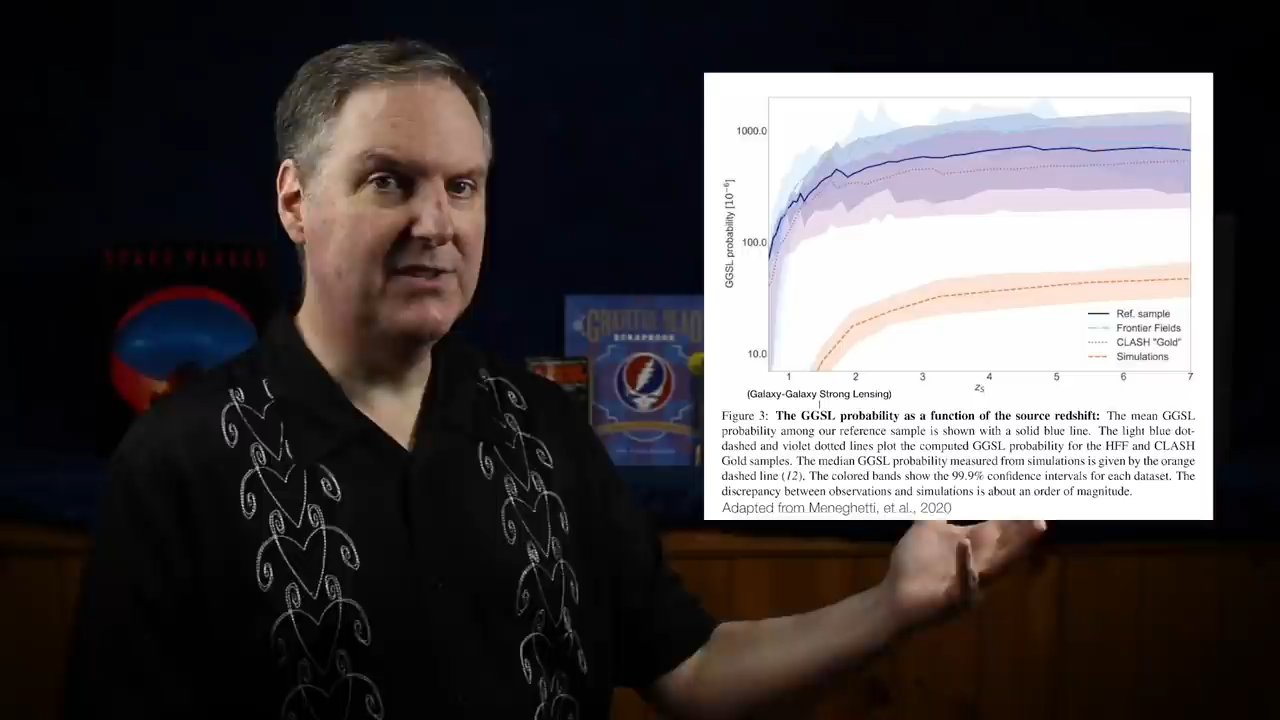 SPACE PLACES
GRATEFUL DEAD
SCRAPBOOK
1000.0
100.0
10.0
GGSL probability [10⁻⁶]
Ref. sample
Frontier Fields
CLASH "Gold"
Simulations
1 2 3 4 5 6 7
zS
(Galaxy-Galaxy Strong Lensing)
Figure 3: The GGSL probability as a function of the source redshift: The mean GGSL
probability among our reference sample is shown with a solid blue line. The light blue dot-
dashed and violet dotted lines plot the computed GGSL probability for the HFF and CLASH
Gold samples. The median GGSL probability measured from simulations is given by the orange
dashed line (12). The colored bands show the 99.9% confidence intervals for each dataset. The
discrepancy between observations and simulations is about an order of magnitude.
Adapted from Meneghetti, et al., 2020